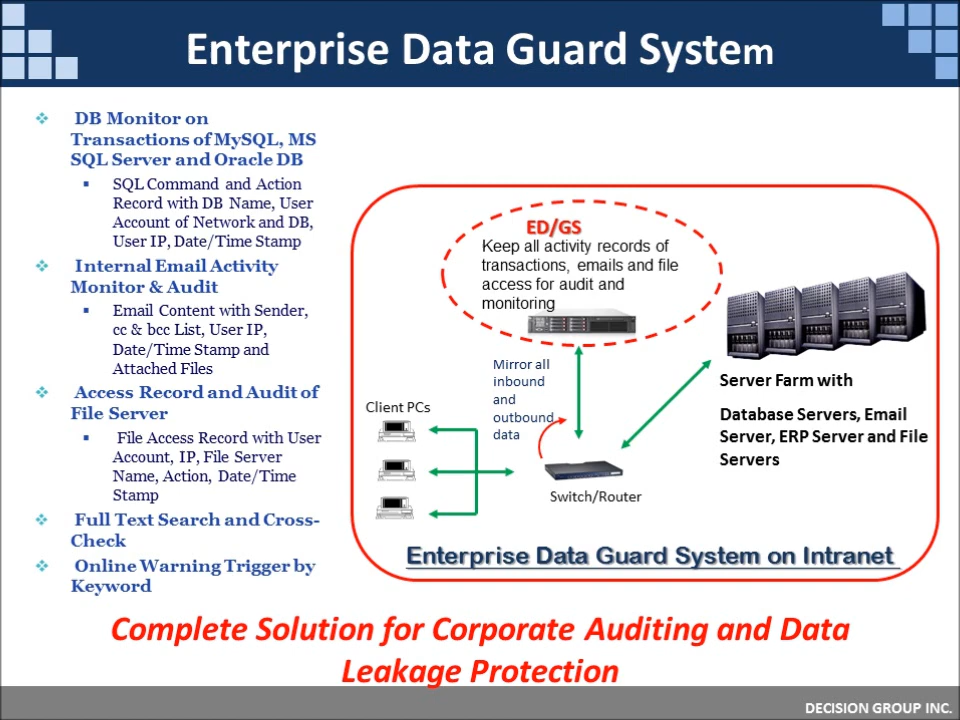 Enterprise Data Guard System
❖ DB Monitor on
Transactions of MySQL, MS
SQL Server and Oracle DB
▪ SQL Command and Action
Record with DB Name, User
Account of Network and DB,
User IP, Date/Time Stamp
❖ Internal Email Activity
Monitor & Audit
▪ Email Content with Sender,
cc & bcc List, User IP,
Date/Time Stamp and
Attached Files
❖ Access Record and Audit of
File Server
▪ File Access Record with User
Account, IP, File Server
Name, Action, Date/Time
Stamp
❖ Full Text Search and Cross-
Check
❖ Online Warning Trigger by
Keyword
ED/GS
Keep all activity records of
transactions, emails and file
access for audit and
monitoring
Mirror all
inbound
and
outbound
data
Client PCs
Switch/Router
Server Farm with
Database Servers, Email
Server, ERP Server and File
Servers
Enterprise Data Guard System on Intranet
Complete Solution for Corporate Auditing and Data
Leakage Protection
DECISION GROUP INC.